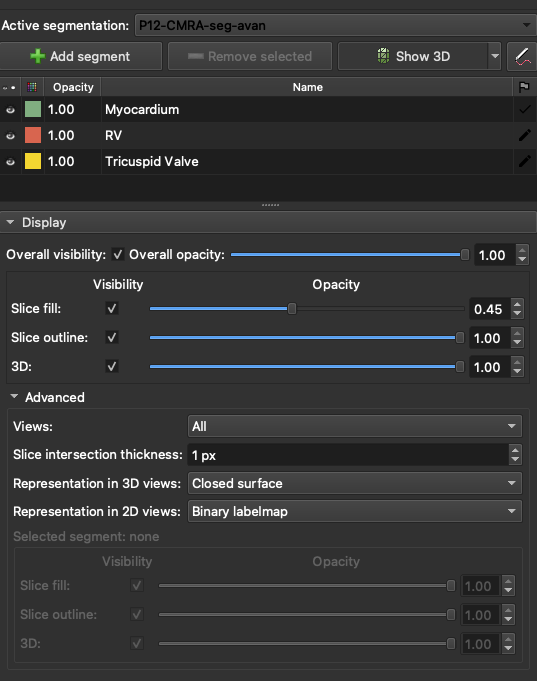 Active segmentation: P12-CMRA-seg-avan
Add segment Remove selected Show 3D
Opacity Name
1.00 Myocardium
1.00 RV
1.00 Tricuspid Valve
Display
Overall visibility: Overall opacity: 1.00
Visibility Opacity
Slice fill: 0.45
Slice outline: 1.00
3D: 1.00
Advanced
Views: All
Slice intersection thickness: 1 px
Representation in 3D views: Closed surface
Representation in 2D views: Binary labelmap
Selected segment: none
Visibility Opacity
Slice fill: 1.00
Slice outline: 1.00
3D: 1.00